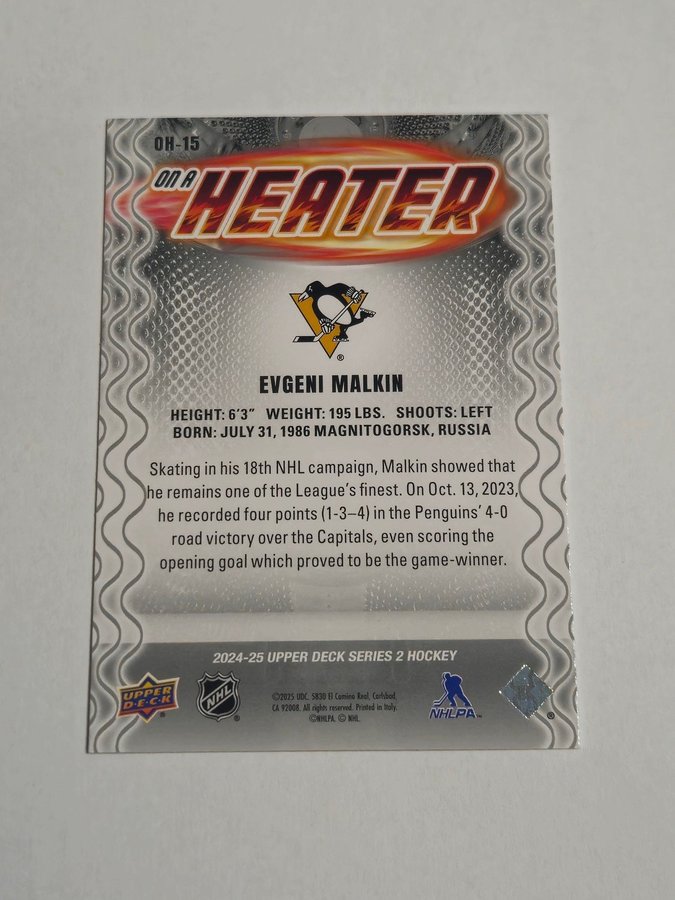 OH-15
ON A
HEATER
®
EVGENI MALKIN
HEIGHT: 6'3" WEIGHT: 195 LBS. SHOOTS: LEFT
BORN: JULY 31, 1986 MAGNITOGORSK, RUSSIA
Skating in his 18th NHL campaign, Malkin showed that
he remains one of the League's finest. On Oct. 13, 2023,
he recorded four points (1-3–4) in the Penguins' 4-0
road victory over the Capitals, even scoring the
opening goal which proved to be the game-winner.
2024-25 UPPER DECK SERIES 2 HOCKEY
UPPER
D·E·C·K
®
NHL
®
©2025 UDC. 5830 El Camino Real, Carlsbad,
CA 92008. All rights reserved. Printed in Italy.
©NHLPA. © NHL.
NHLPA™
®